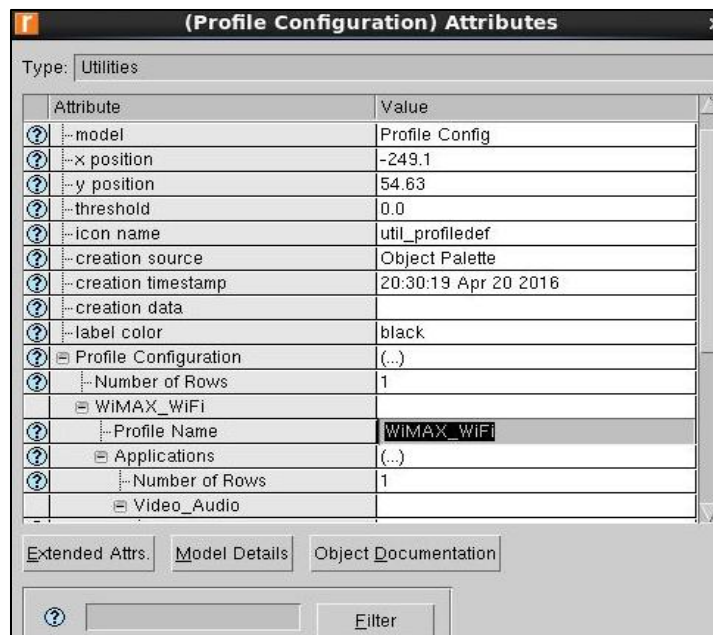 (Profile Configuration) Attributes
Type: Utilities
Attribute Value
model Profile Config
x position -249.1
y position 54.63
threshold 0.0
icon name util_profiledef
creation source Object Palette
creation timestamp 20:30:19 Apr 20 2016
creation data
label color black
Profile Configuration (...)
Number of Rows 1
WiMAX_WiFi
Profile Name WiMAX_WiFi
Applications (...)
Number of Rows 1
Video_Audio
Extended Attrs. Model Details Object Documentation
Filter